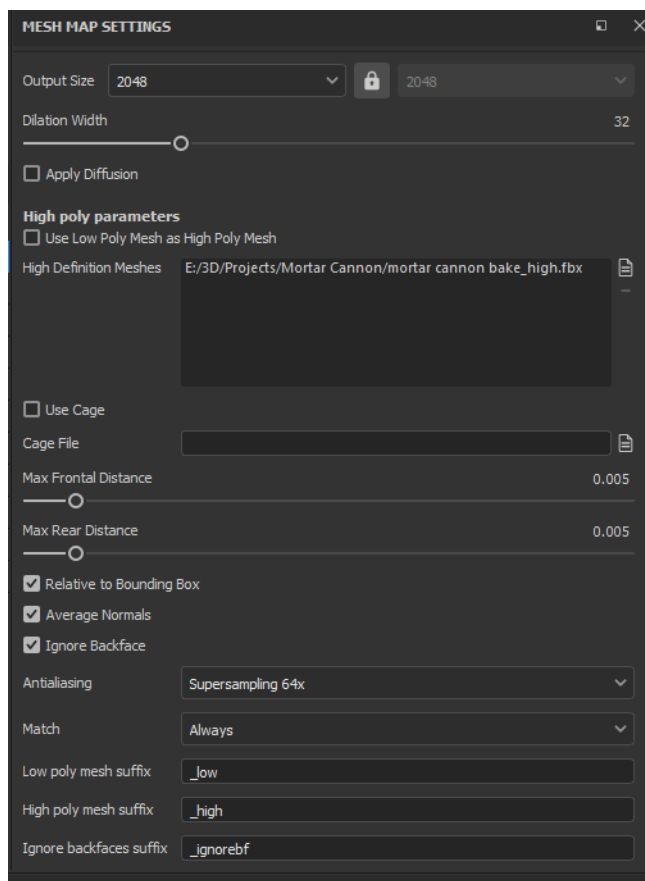 MESH MAP SETTINGS
Output Size 2048 2048
Dilation Width 32
Apply Diffusion
High poly parameters
Use Low Poly Mesh as High Poly Mesh
High Definition Meshes E:/3D/Projects/Mortar Cannon/mortar cannon bake_high.fbx
Use Cage
Cage File
Max Frontal Distance 0.005
Max Rear Distance 0.005
Relative to Bounding Box
Average Normals
Ignore Backface
Antialiasing Supersampling 64x
Match Always
Low poly mesh suffix _low
High poly mesh suffix _high
Ignore backfaces suffix _ignorebf